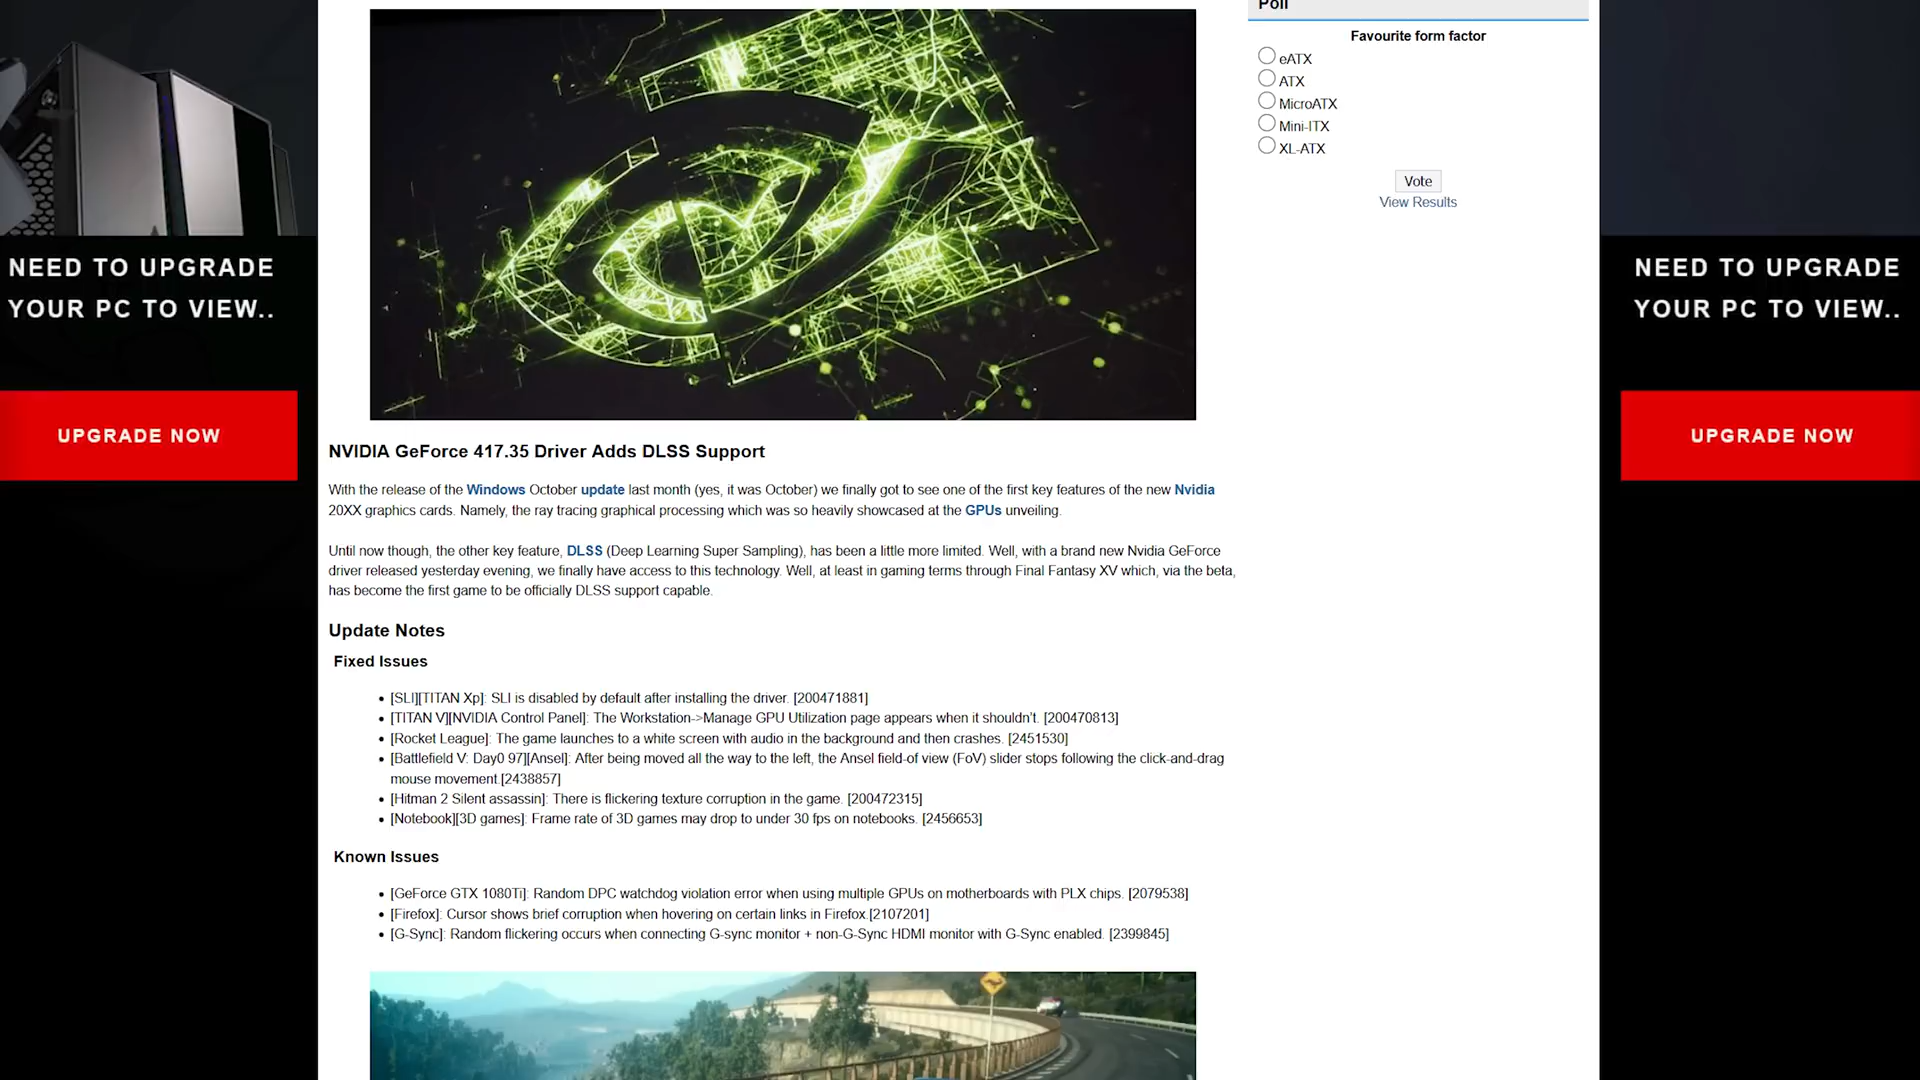 Poll
Favourite form factor
eATX
ATX
MicroATX
Mini-ITX
XL-ATX
Vote
View Results
NEED TO UPGRADE
YOUR PC TO VIEW..
UPGRADE NOW
NEED TO UPGRADE
YOUR PC TO VIEW..
UPGRADE NOW
NVIDIA GeForce 417.35 Driver Adds DLSS Support
With the release of the Windows October update last month (yes, it was October) we finally got to see one of the first key features of the new Nvidia
20XX graphics cards. Namely, the ray tracing graphical processing which was so heavily showcased at the GPUs unveiling.
Until now though, the other key feature, DLSS (Deep Learning Super Sampling), has been a little more limited. Well, with a brand new Nvidia GeForce
driver released yesterday evening, we finally have access to this technology. Well, at least in gaming terms through Final Fantasy XV which, via the beta,
has become the first game to be officially DLSS support capable.
Update Notes
Fixed Issues
• [SLI][TITAN Xp]: SLI is disabled by default after installing the driver. [200471881]
• [TITAN V][NVIDIA Control Panel]: The Workstation->Manage GPU Utilization page appears when it shouldn't. [200470813]
• [Rocket League]: The game launches to a white screen with audio in the background and then crashes. [2451530]
• [Battlefield V: Day0 97][Ansel]: After being moved all the way to the left, the Ansel field-of view (FoV) slider stops following the click-and-drag
mouse movement.[2438857]
• [Hitman 2 Silent assassin]: There is flickering texture corruption in the game. [200472315]
• [Notebook][3D games]: Frame rate of 3D games may drop to under 30 fps on notebooks. [2456653]
Known Issues
• [GeForce GTX 1080Ti]: Random DPC watchdog violation error when using multiple GPUs on motherboards with PLX chips. [2079538]
• [Firefox]: Cursor shows brief corruption when hovering on certain links in Firefox.[2107201]
• [G-Sync]: Random flickering occurs when connecting G-sync monitor + non-G-Sync HDMI monitor with G-Sync enabled. [2399845]